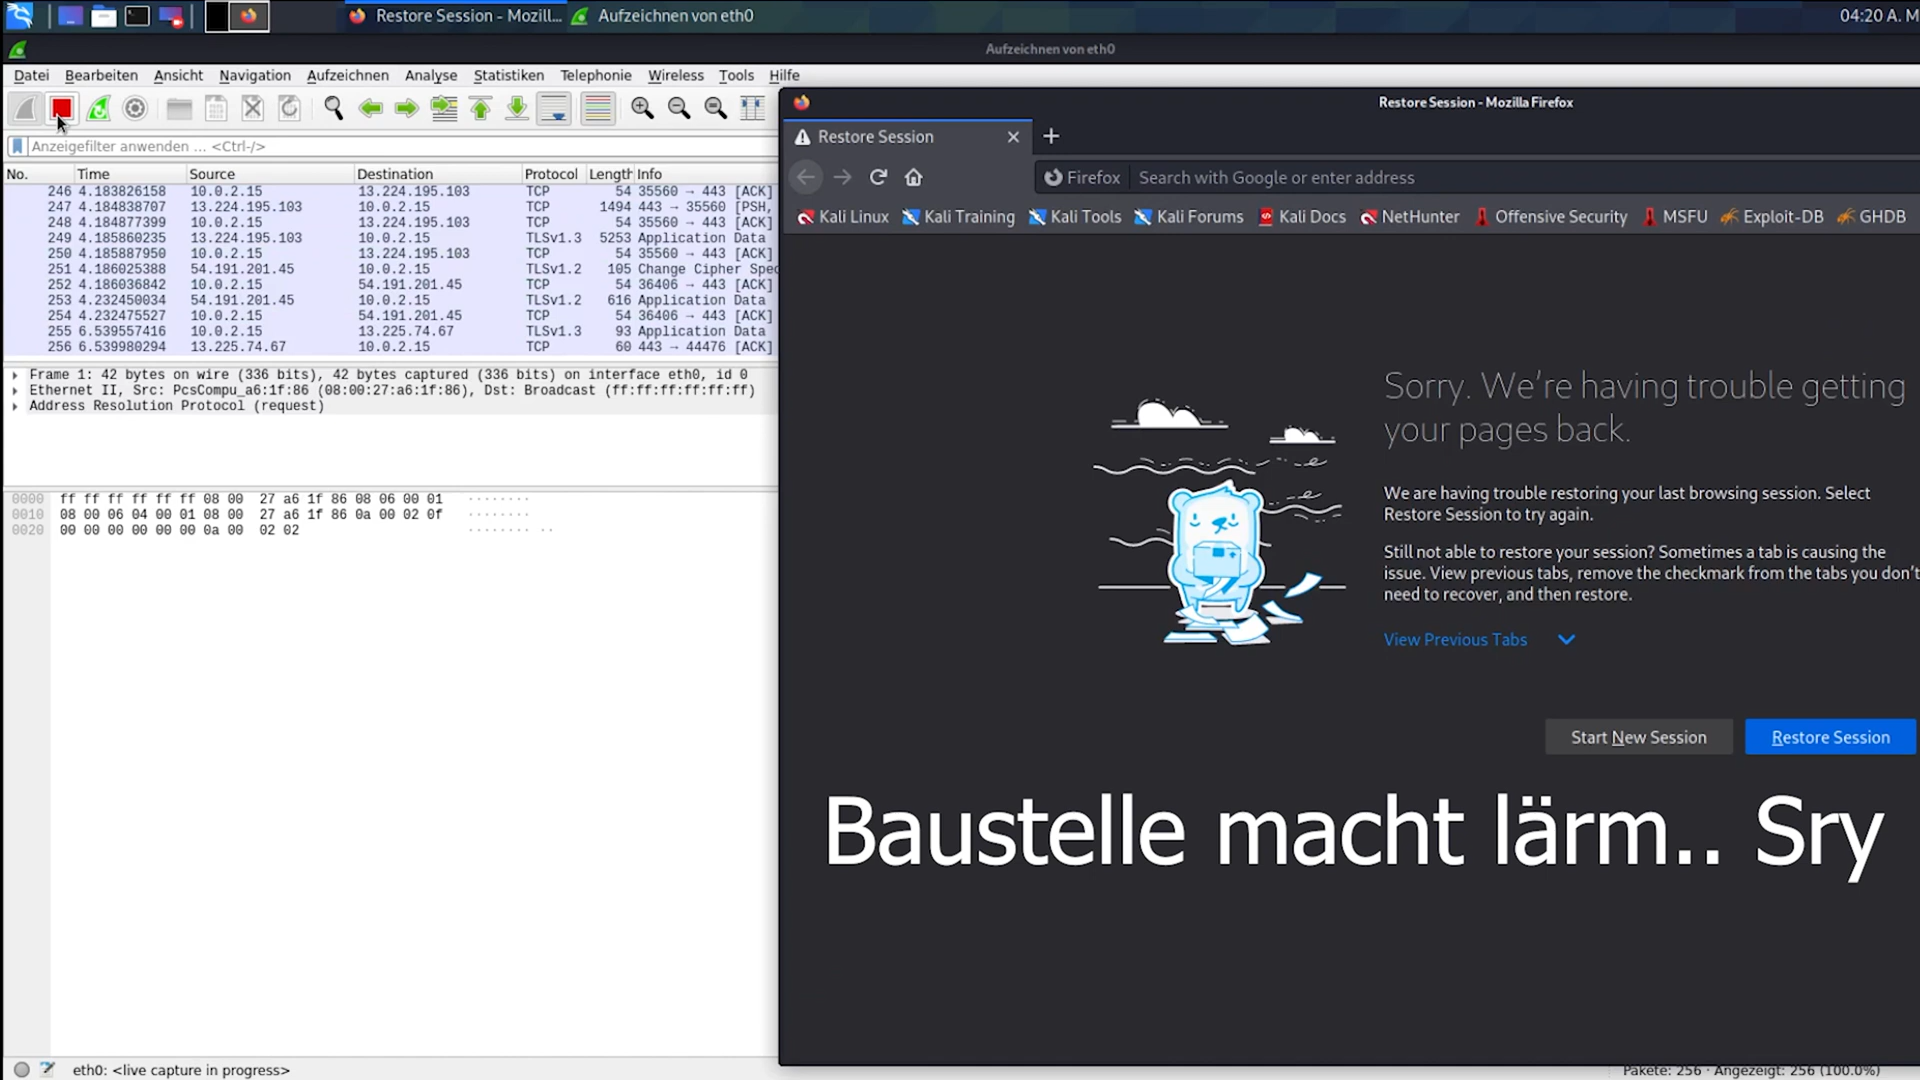 Restore Session - Mozill...
Aufzeichnen von eth0
04:20 A. M
Aufzeichnen von eth0
Datei Bearbeiten Ansicht Navigation Aufzeichnen Analyse Statistiken Telephonie Wireless Tools Hilfe
Anzeigefilter anwenden ... <Ctrl-/>
No. Time Source Destination Protocol Length Info
246 4.183826158 10.0.2.15 13.224.195.103 TCP 54 35560 → 443 [ACK]
247 4.184838707 13.224.195.103 10.0.2.15 TCP 1494 443 → 35560 [PSH,
248 4.184877399 10.0.2.15 13.224.195.103 TCP 54 35560 → 443 [ACK]
249 4.185860235 13.224.195.103 10.0.2.15 TLSv1.3 5253 Application Data
250 4.185887950 10.0.2.15 13.224.195.103 TCP 54 35560 → 443 [ACK]
251 4.186025388 54.191.201.45 10.0.2.15 TLSv1.2 105 Change Cipher Spec
252 4.186036842 10.0.2.15 54.191.201.45 TCP 54 36406 → 443 [ACK]
253 4.232450034 54.191.201.45 10.0.2.15 TLSv1.2 616 Application Data
254 4.232475527 10.0.2.15 54.191.201.45 TCP 54 36406 → 443 [ACK]
255 6.539557416 10.0.2.15 13.225.74.67 TLSv1.3 93 Application Data
256 6.539980294 13.225.74.67 10.0.2.15 TCP 60 443 → 44476 [ACK]
Frame 1: 42 bytes on wire (336 bits), 42 bytes captured (336 bits) on interface eth0, id 0
Ethernet II, Src: PcsCompu_a6:1f:86 (08:00:27:a6:1f:86), Dst: Broadcast (ff:ff:ff:ff:ff:ff)
Address Resolution Protocol (request)
0000 ff ff ff ff ff ff 08 00 27 a6 1f 86 08 06 00 01 ········
0010 08 00 06 04 00 01 08 00 27 a6 1f 86 0a 00 02 0f ········
0020 00 00 00 00 00 00 0a 00 02 02 ········ ··
eth0: <live capture in progress>
Pakete: 256 · Angezeigt: 256 (100.0%)
Restore Session - Mozilla Firefox
Restore Session
Firefox Search with Google or enter address
Kali Linux Kali Training Kali Tools Kali Forums Kali Docs NetHunter Offensive Security MSFU Exploit-DB GHDB
Sorry. We're having trouble getting
your pages back.
We are having trouble restoring your last browsing session. Select
Restore Session to try again.
Still not able to restore your session? Sometimes a tab is causing the
issue. View previous tabs, remove the checkmark from the tabs you don't
need to recover, and then restore.
View Previous Tabs
Start New Session
Restore Session
Baustelle macht lärm.. Sry